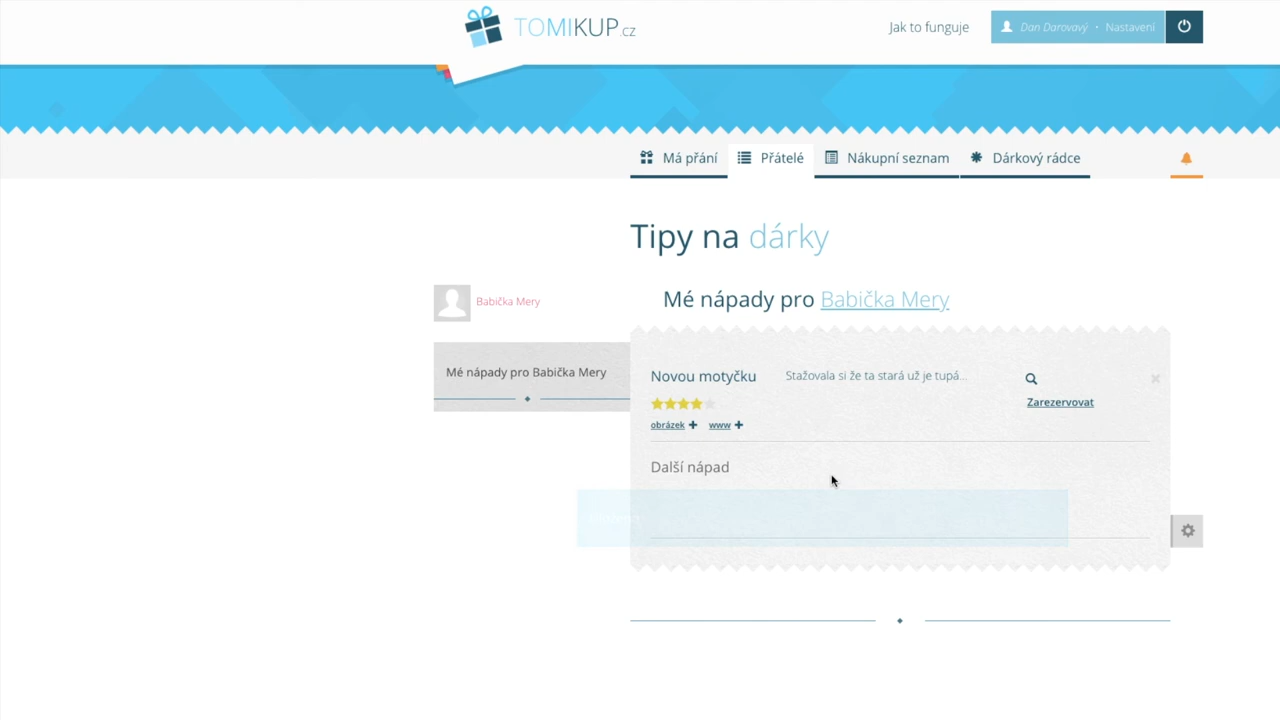 TOMIKUP.cz
Jak to funguje
Dan Darovavý • Nastavení
Má přání
Přátelé
Nákupní seznam
Dárkový rádce
Tipy na dárky
Babička Mery
Mé nápady pro Babička Mery
Mé nápady pro Babička Mery
Novou motyčku
Stažovala si že ta stará už je tupá...
Zarezervovat
obrázek
www
Další nápad